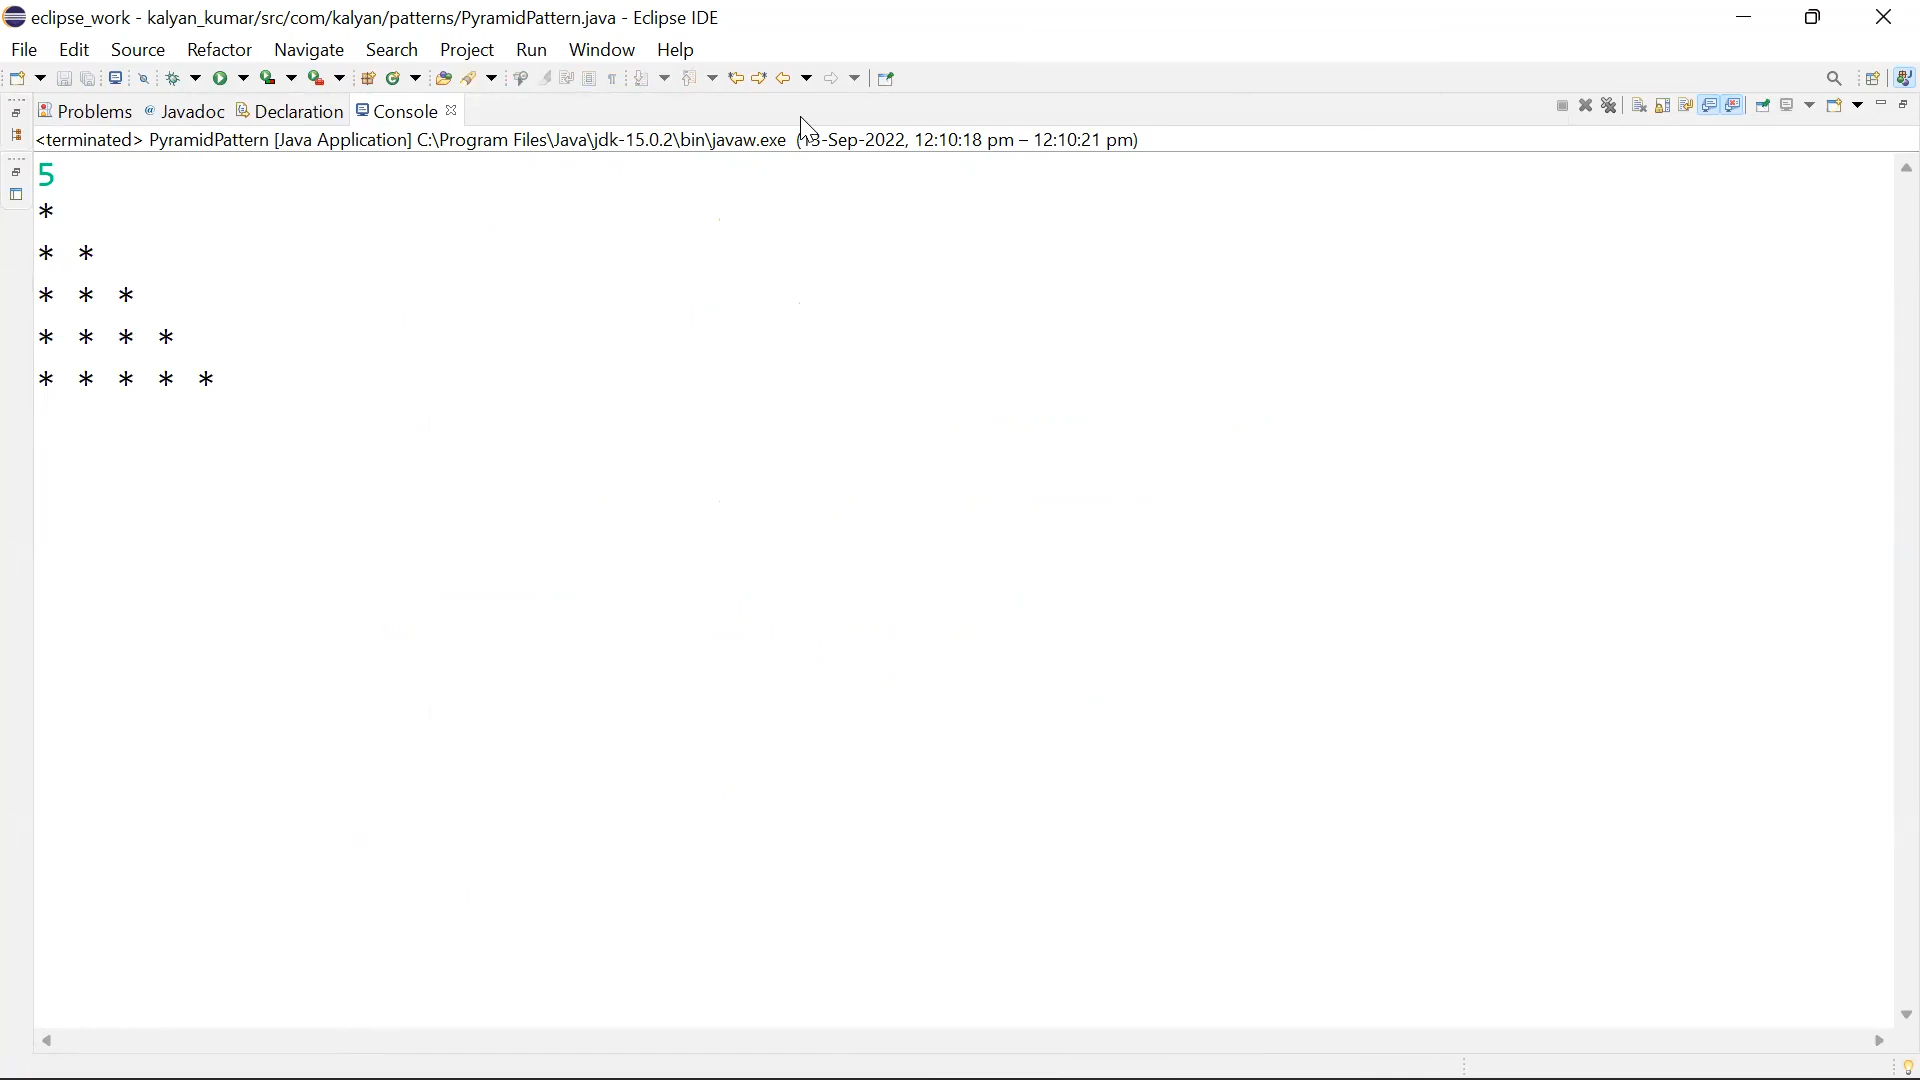 eclipse_work - kalyan_kumar/src/com/kalyan/patterns/PyramidPattern.java - Eclipse IDE
File Edit Source Refactor Navigate Search Project Run Window Help
Problems @ Javadoc Declaration Console
<terminated> PyramidPattern [Java Application] C:\Program Files\Java\jdk-15.0.2\bin\javaw.exe (13-Sep-2022, 12:10:18 pm – 12:10:21 pm)
5
*
* *
* * *
* * * *
* * * * *